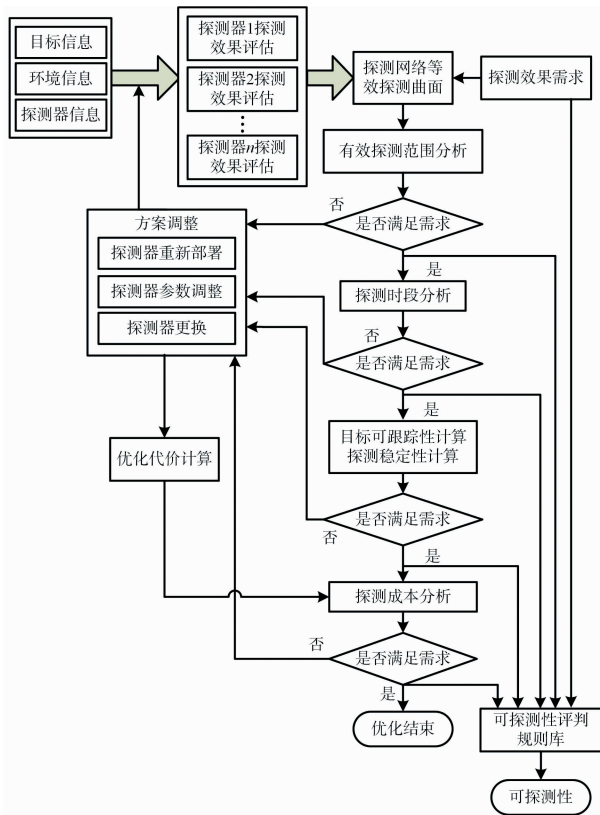 目标信息
环境信息
探测器信息
探测器1探测
效果评估
探测器2探测
效果评估
⋮
探测器n探测
效果评估
探测网络等
效探测曲面
探测效果需求
有效探测范围分析
否
是否满足需求
是
方案调整
探测器重新部署
探测器参数调整
探测器更换
探测时段分析
否
是否满足需求
是
目标可跟踪性计算
探测稳定性计算
优化代价计算
是否满足需求
否
是
探测成本分析
否
是否满足需求
是
优化结束
可探测性评判
规则库
可探测性